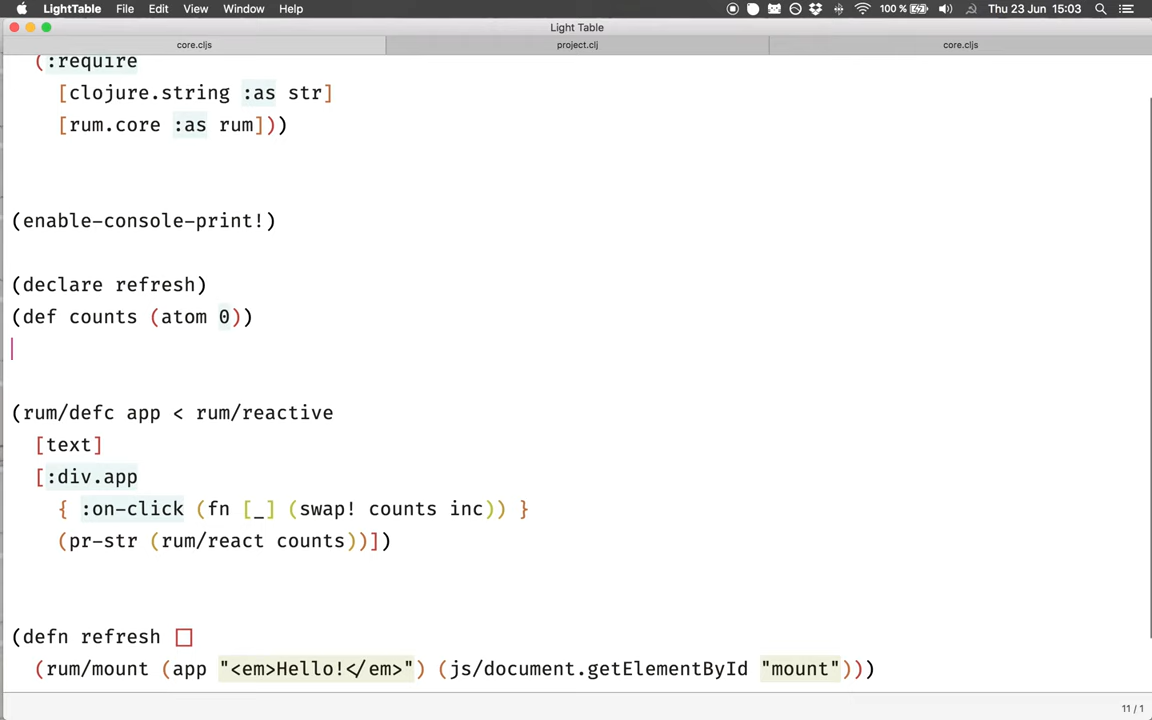 LightTable File Edit View Window Help 100 % Thu 23 Jun 15:03
Light Table
core.cljs project.clj core.cljs
(:require
[clojure.string :as str]
[rum.core :as rum]))
(enable-console-print!)
(declare refresh)
(def counts (atom 0))
(rum/defc app < rum/reactive
[text]
[:div.app
{ :on-click (fn [_] (swap! counts inc)) }
(pr-str (rum/react counts))])
(defn refresh []
(rum/mount (app "<em>Hello!</em>") (js/document.getElementById "mount")))
11 / 1